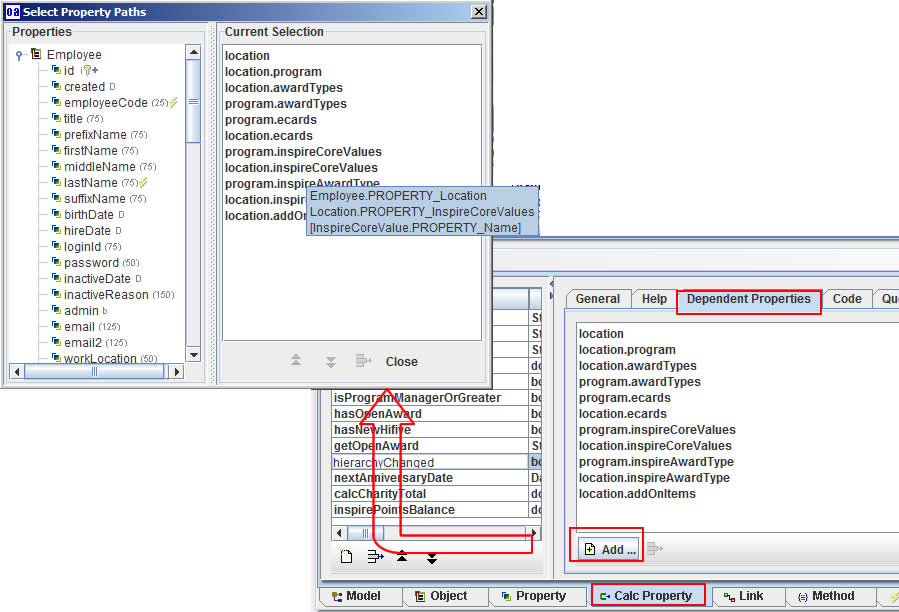 oa Select Property Paths
Properties
Employee
id i
created D
employeeCode (25)
title (75)
prefixName (75)
firstName (75)
middleName (75)
lastName (75)
suffixName (75)
birthDate D
hireDate D
loginId (75)
password (50)
inactiveDate D
inactiveReason (150)
admin b
email (125)
email2 (125)
workLocation (50)
Current Selection
location
location.program
location.awardTypes
program.awardTypes
program.ecards
location.ecards
program.inspireCoreValues
location.inspireCoreValues
program.inspireAwardType
location.inspire
location.addOn
Employee.PROPERTY_Location
Location.PROPERTY_InspireCoreValues
[InspireCoreValue.PROPERTY_Name]
Close
isProgramManagerOrGreater
hasOpenAward
hasNewHifive
getOpenAward
hierarchyChanged
nextAnniversaryDate
calcCharityTotal
inspirePointsBalance
St
St
St
do
bo
bo
bo
bo
St
bo
Da
do
do
General
Help
Dependent Properties
Code
Qu
location
location.program
location.awardTypes
program.awardTypes
program.ecards
location.ecards
program.inspireCoreValues
location.inspireCoreValues
program.inspireAwardType
location.inspireAwardType
location.addOnItems
Add ...
Model
Object
Property
Calc Property
Link
Method